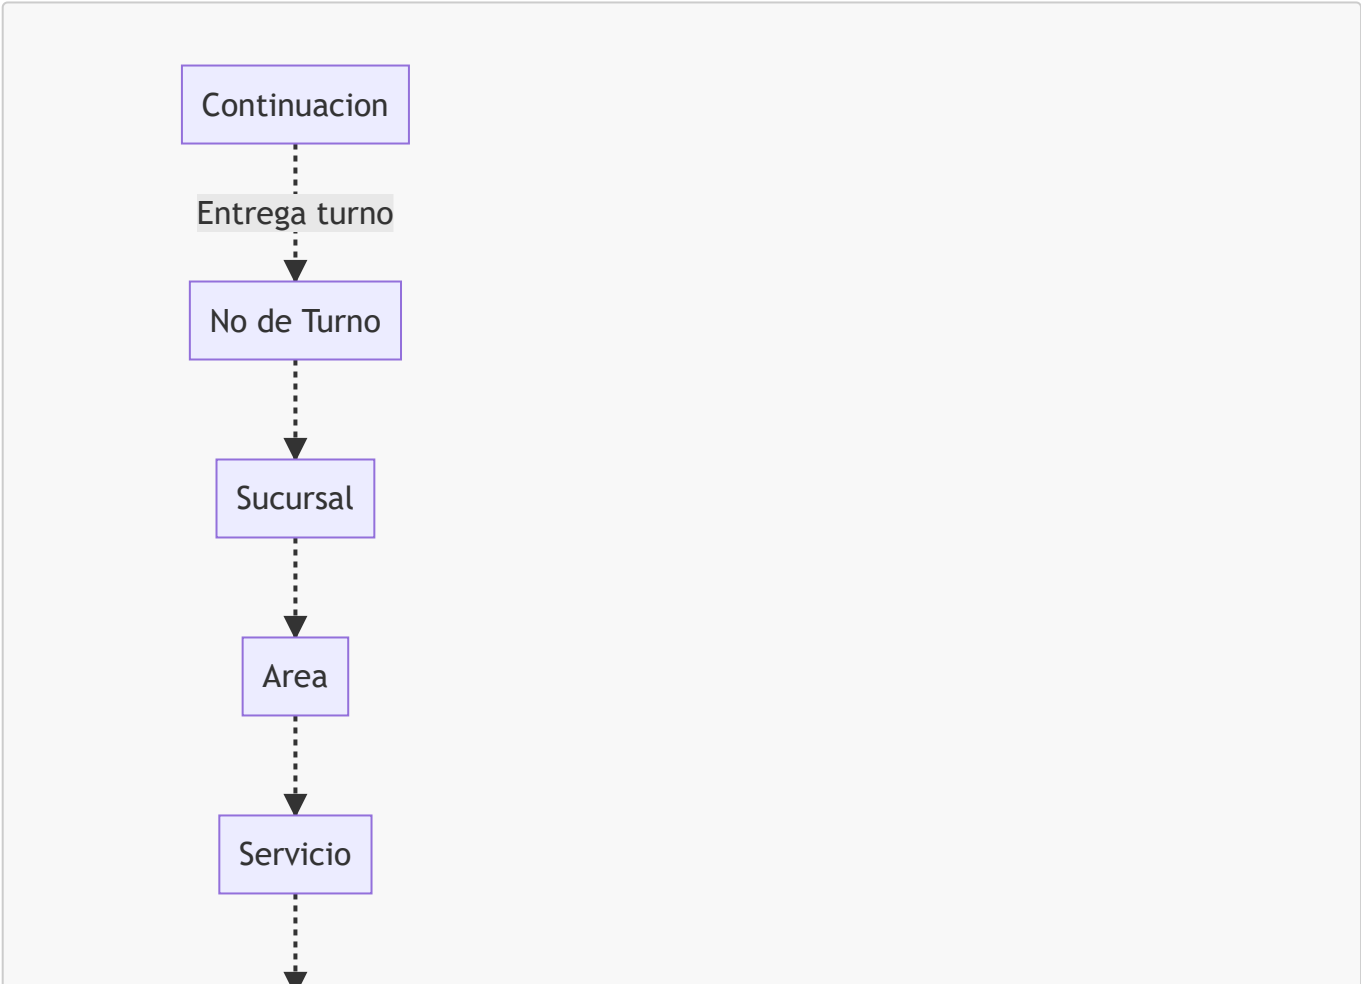 Continuacion
Entrega turno
No de Turno
Sucursal
Area
Servicio